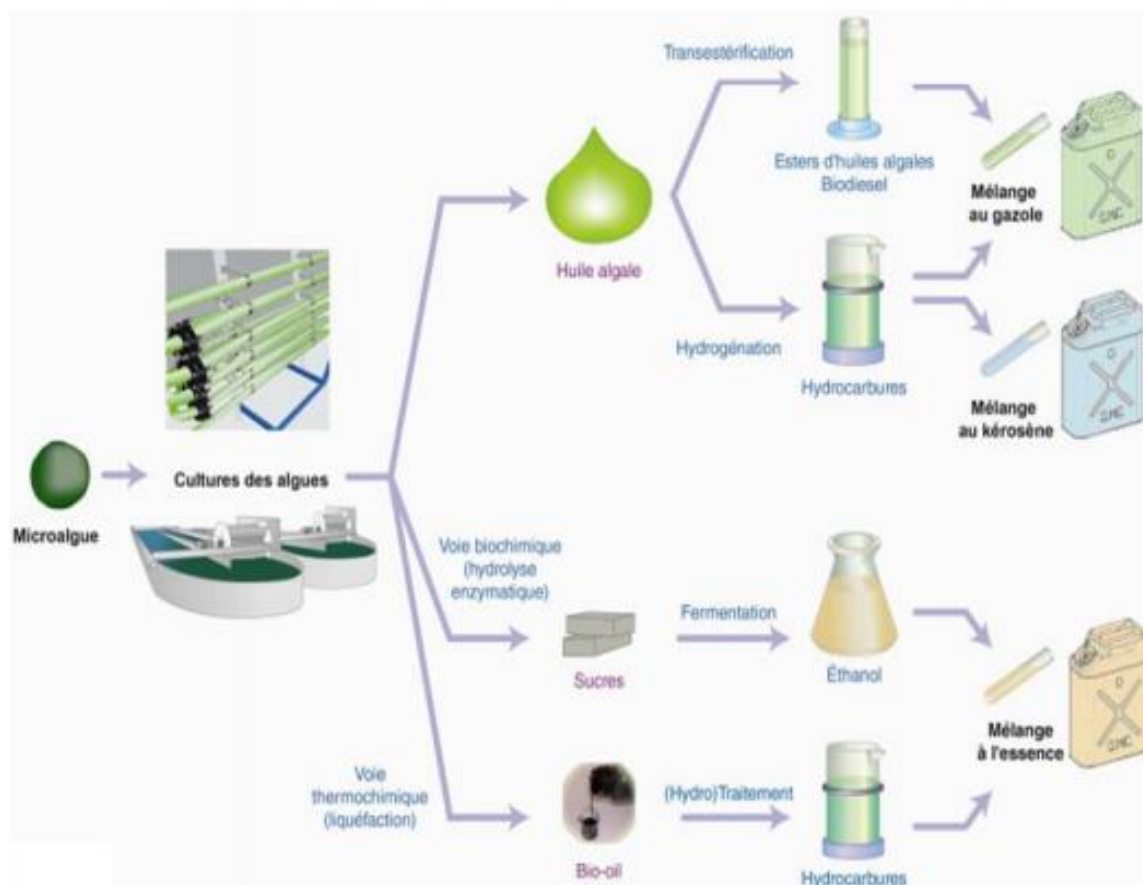 Transestérification
Esters d'huiles algales
Biodiesel
Mélange
au gazole
Huile algale
Hydrogénation
Hydrocarbures
Mélange
au kérosène
Microalgue
Cultures des algues
Voie biochimique
(hydrolyse
enzymatique)
Sucres
Fermentation
Éthanol
Mélange
à l'essence
Voie
thermochimique
(liquéfaction)
Bio-oil
(Hydro)Traitement
Hydrocarbures